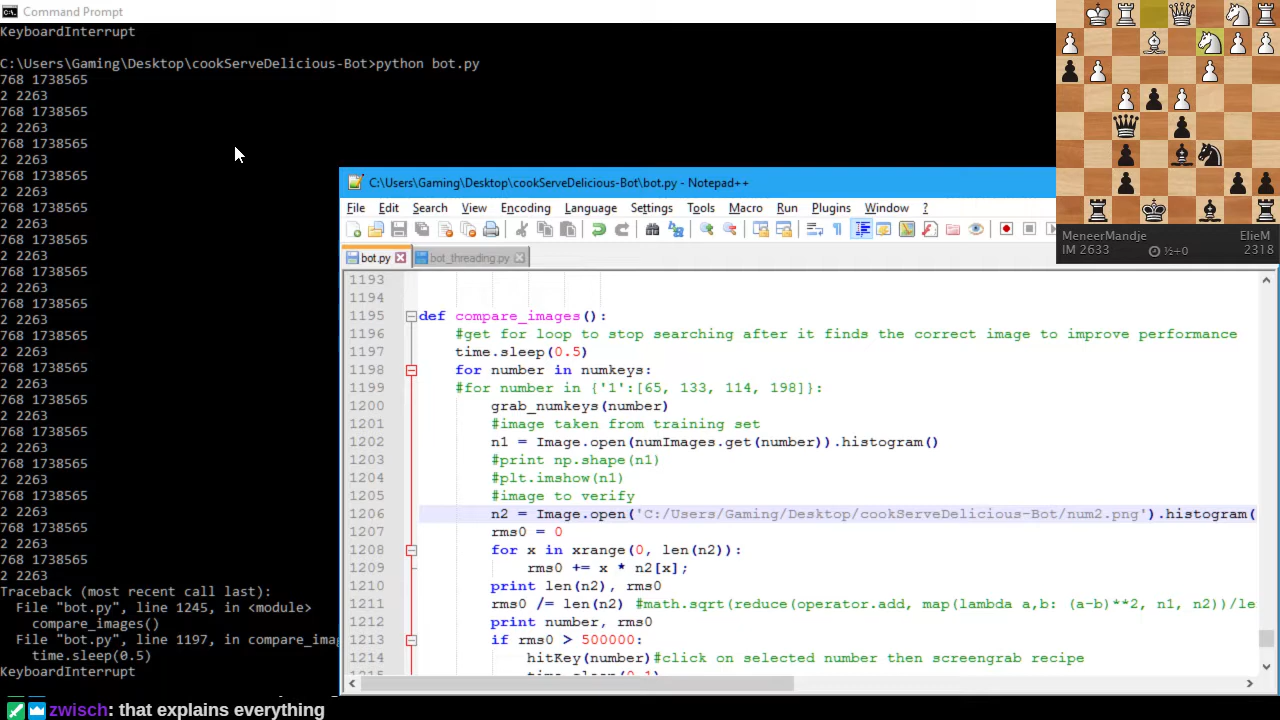 Command Prompt
KeyboardInterrupt
C:\Users\Gaming\Desktop\cookServeDelicious-Bot>python bot.py
768 1738565
2 2263
768 1738565
2 2263
768 1738565
2 2263
768 1738565
2 2263
768 1738565
2 2263
768 1738565
2 2263
768 1738565
2 2263
768 1738565
2 2263
768 1738565
2 2263
768 1738565
2 2263
768 1738565
2 2263
768 1738565
2 2263
768 1738565
2 2263
768 1738565
2 2263
768 1738565
2 2263
768 1738565
2 2263
Traceback (most recent call last):
File "bot.py", line 1245, in <module>
compare_images()
File "bot.py", line 1197, in compare_imag
time.sleep(0.5)
KeyboardInterrupt
C:\Users\Gaming\Desktop\cookServeDelicious-Bot\bot.py - Notepad++
File Edit Search View Encoding Language Settings Tools Macro Run Plugins Window ?
bot.py bot_threading.py
1193
1194
1195 def compare_images():
1196 #get for loop to stop searching after it finds the correct image to improve performance
1197 time.sleep(0.5)
1198 for number in numkeys:
1199 #for number in {'1':[65, 133, 114, 198]}:
1200 grab_numkeys(number)
1201 #image taken from training set
1202 n1 = Image.open(numImages.get(number)).histogram()
1203 #print np.shape(n1)
1204 #plt.imshow(n1)
1205 #image to verify
1206 n2 = Image.open('C:/Users/Gaming/Desktop/cookServeDelicious-Bot/num2.png').histogram(
1207 rms0 = 0
1208 for x in xrange(0, len(n2)):
1209 rms0 += x * n2[x];
1210 print len(n2), rms0
1211 rms0 /= len(n2) #math.sqrt(reduce(operator.add, map(lambda a,b: (a-b)**2, n1, n2))/le
1212 print number, rms0
1213 if rms0 > 500000:
1214 hitKey(number)#click on selected number then screengrab recipe
MeneerMandje ElieM
IM 2633 ½+0 2318
zwisch: that explains everything